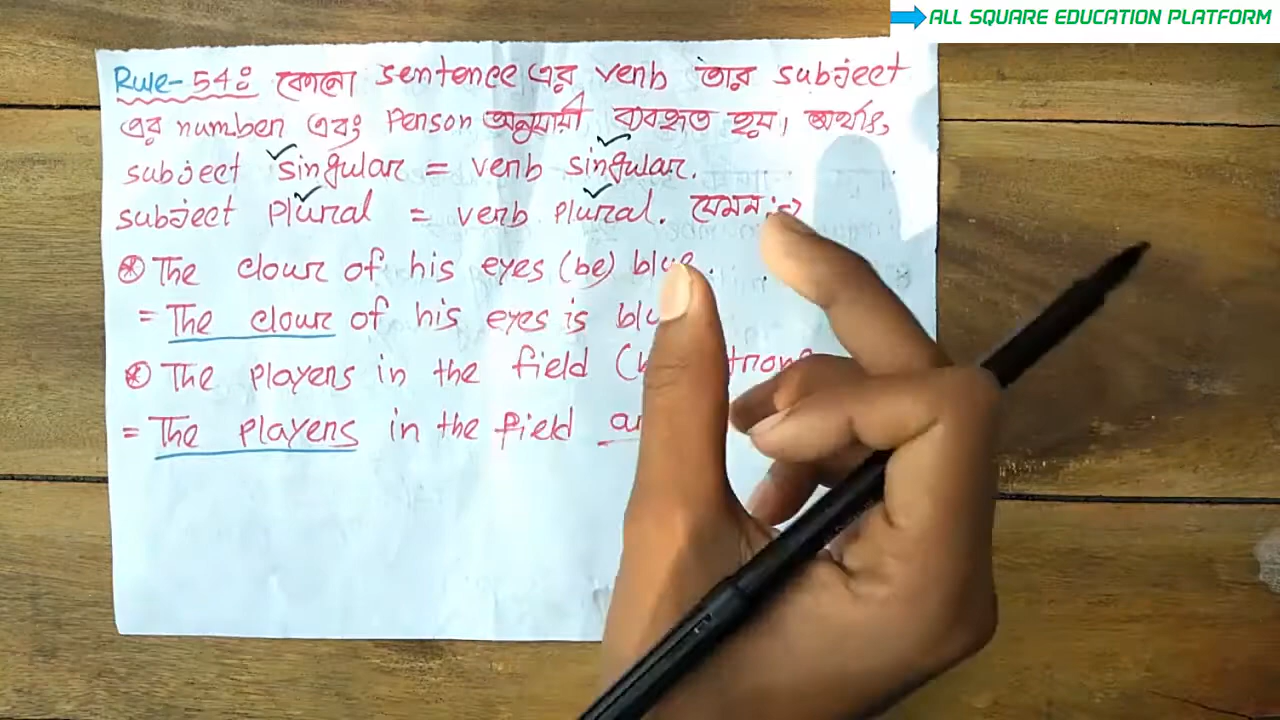 ALL SQUARE EDUCATION PLATFORM
Rule-54: কোনো sentence এর verb তার subject
এর number এবং Person অনুযায়ী ব্যবহৃত হয়। অর্থাৎ,
subject singular = verb singular.
subject Plural = verb Plural. যেমন:→
⊛ The clour of his eyes (be) blue.
= The clour of his eyes is blu
⊛ The Players in the field
= The Players in the field